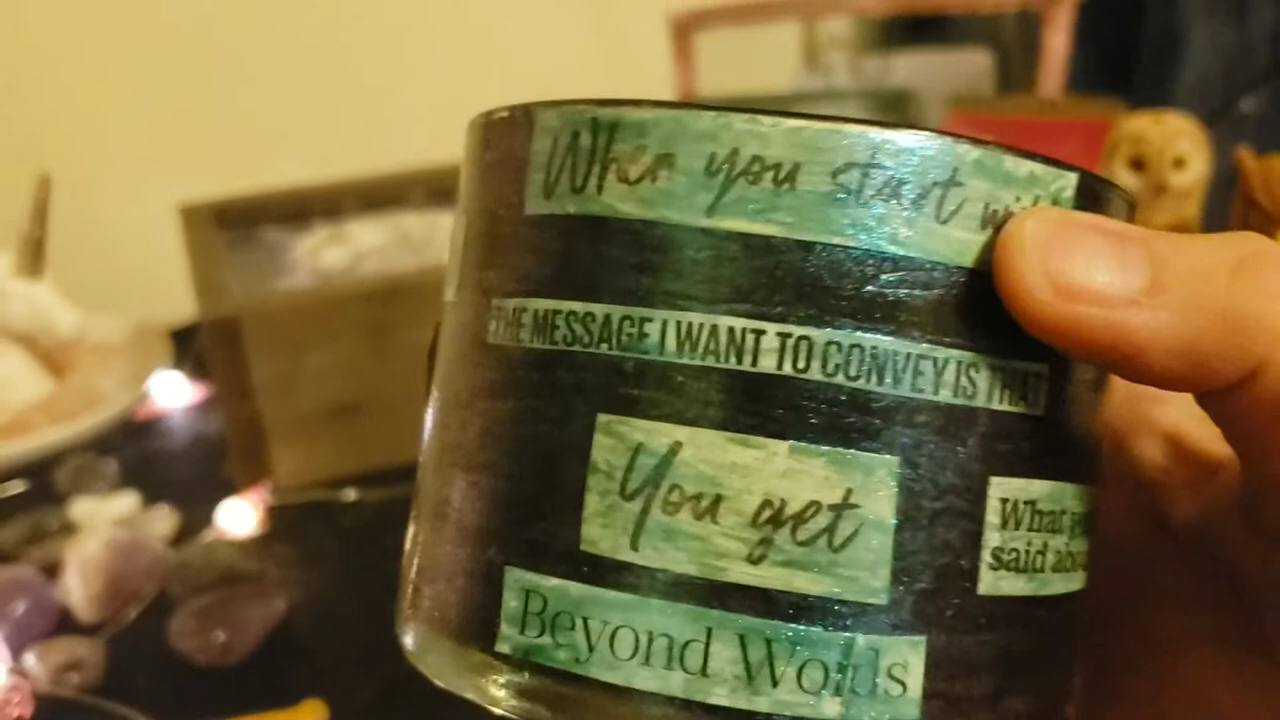 When you start
THE MESSAGE I WANT TO CONVEY IS THAT
You get
What
said
Beyond Words